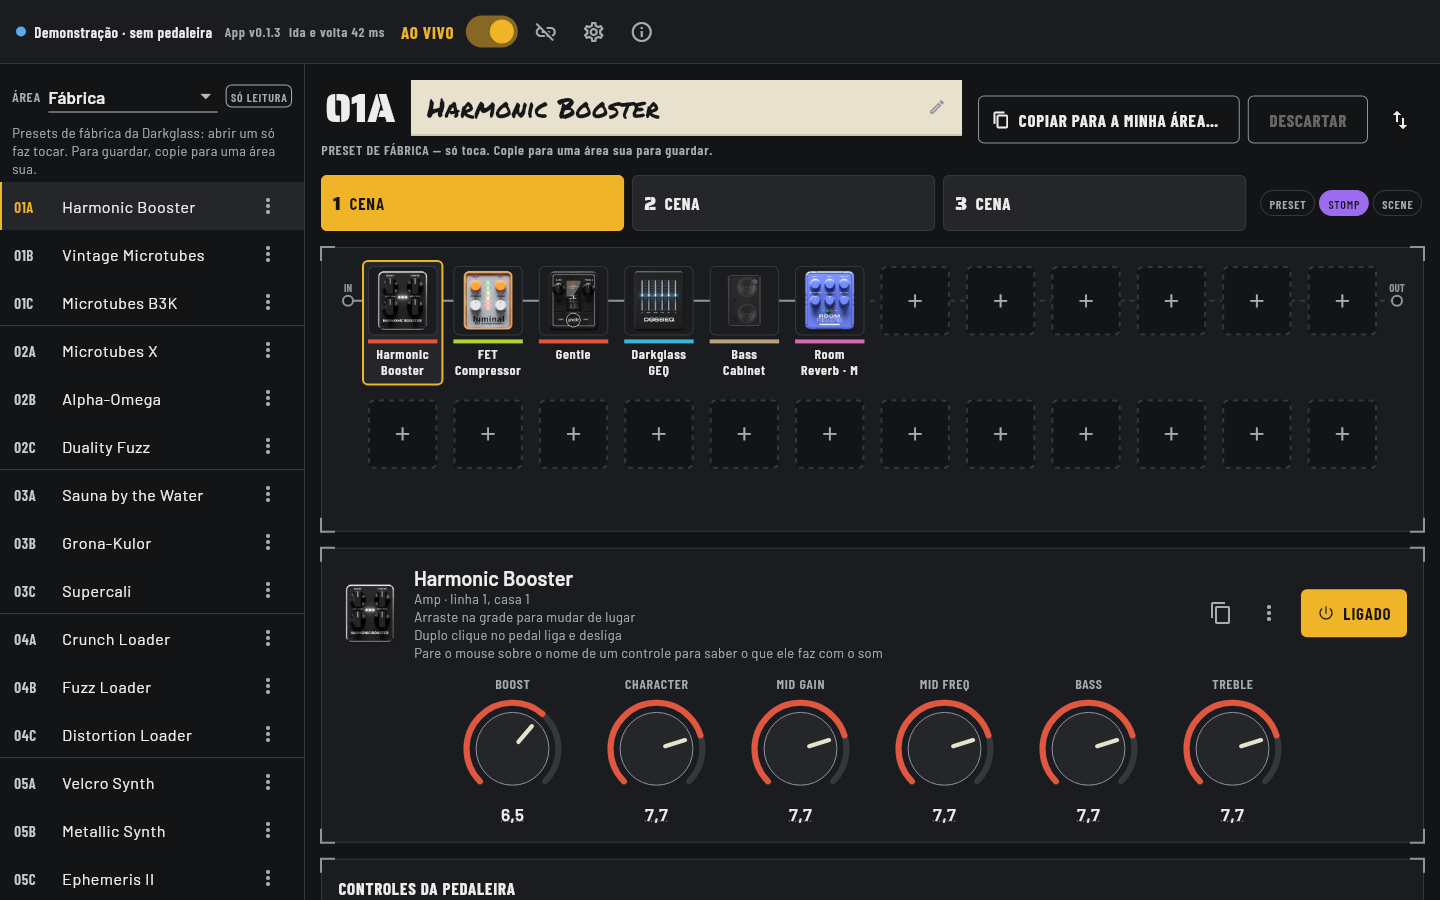 Demonstração · sem pedaleira App v0.1.3 Ida e volta 42 ms AO VIVO
ÁREA Fábrica SÓ LEITURA
Presets de fábrica da Darkglass: abrir um só
faz tocar. Para guardar, copie para uma área
sua.
01A Harmonic Booster
01B Vintage Microtubes
01C Microtubes B3K
02A Microtubes X
02B Alpha-Omega
02C Duality Fuzz
03A Sauna by the Water
03B Grona-Kulor
03C Supercali
04A Crunch Loader
04B Fuzz Loader
04C Distortion Loader
05A Velcro Synth
05B Metallic Synth
05C Ephemeris II
01A Harmonic Booster
COPIAR PARA A MINHA ÁREA... DESCARTAR
PRESET DE FÁBRICA — só toca. Copie para uma área sua para guardar.
1 CENA 2 CENA 3 CENA PRESET STOMP SCENE
IN OUT
HARMONIC BOOSTER luminal DGSBEQ ROOM
Harmonic Booster
FET Compressor
Gentle
Darkglass GEQ
Bass Cabinet
Room Reverb · M
Harmonic Booster
Amp · linha 1, casa 1
Arraste na grade para mudar de lugar
Duplo clique no pedal liga e desliga
Pare o mouse sobre o nome de um controle para saber o que ele faz com o som
HARMONIC BOOSTER
LIGADO
BOOST CHARACTER MID GAIN MID FREQ BASS TREBLE
6,5 7,7 7,7 7,7 7,7 7,7
CONTROLES DA PEDALEIRA